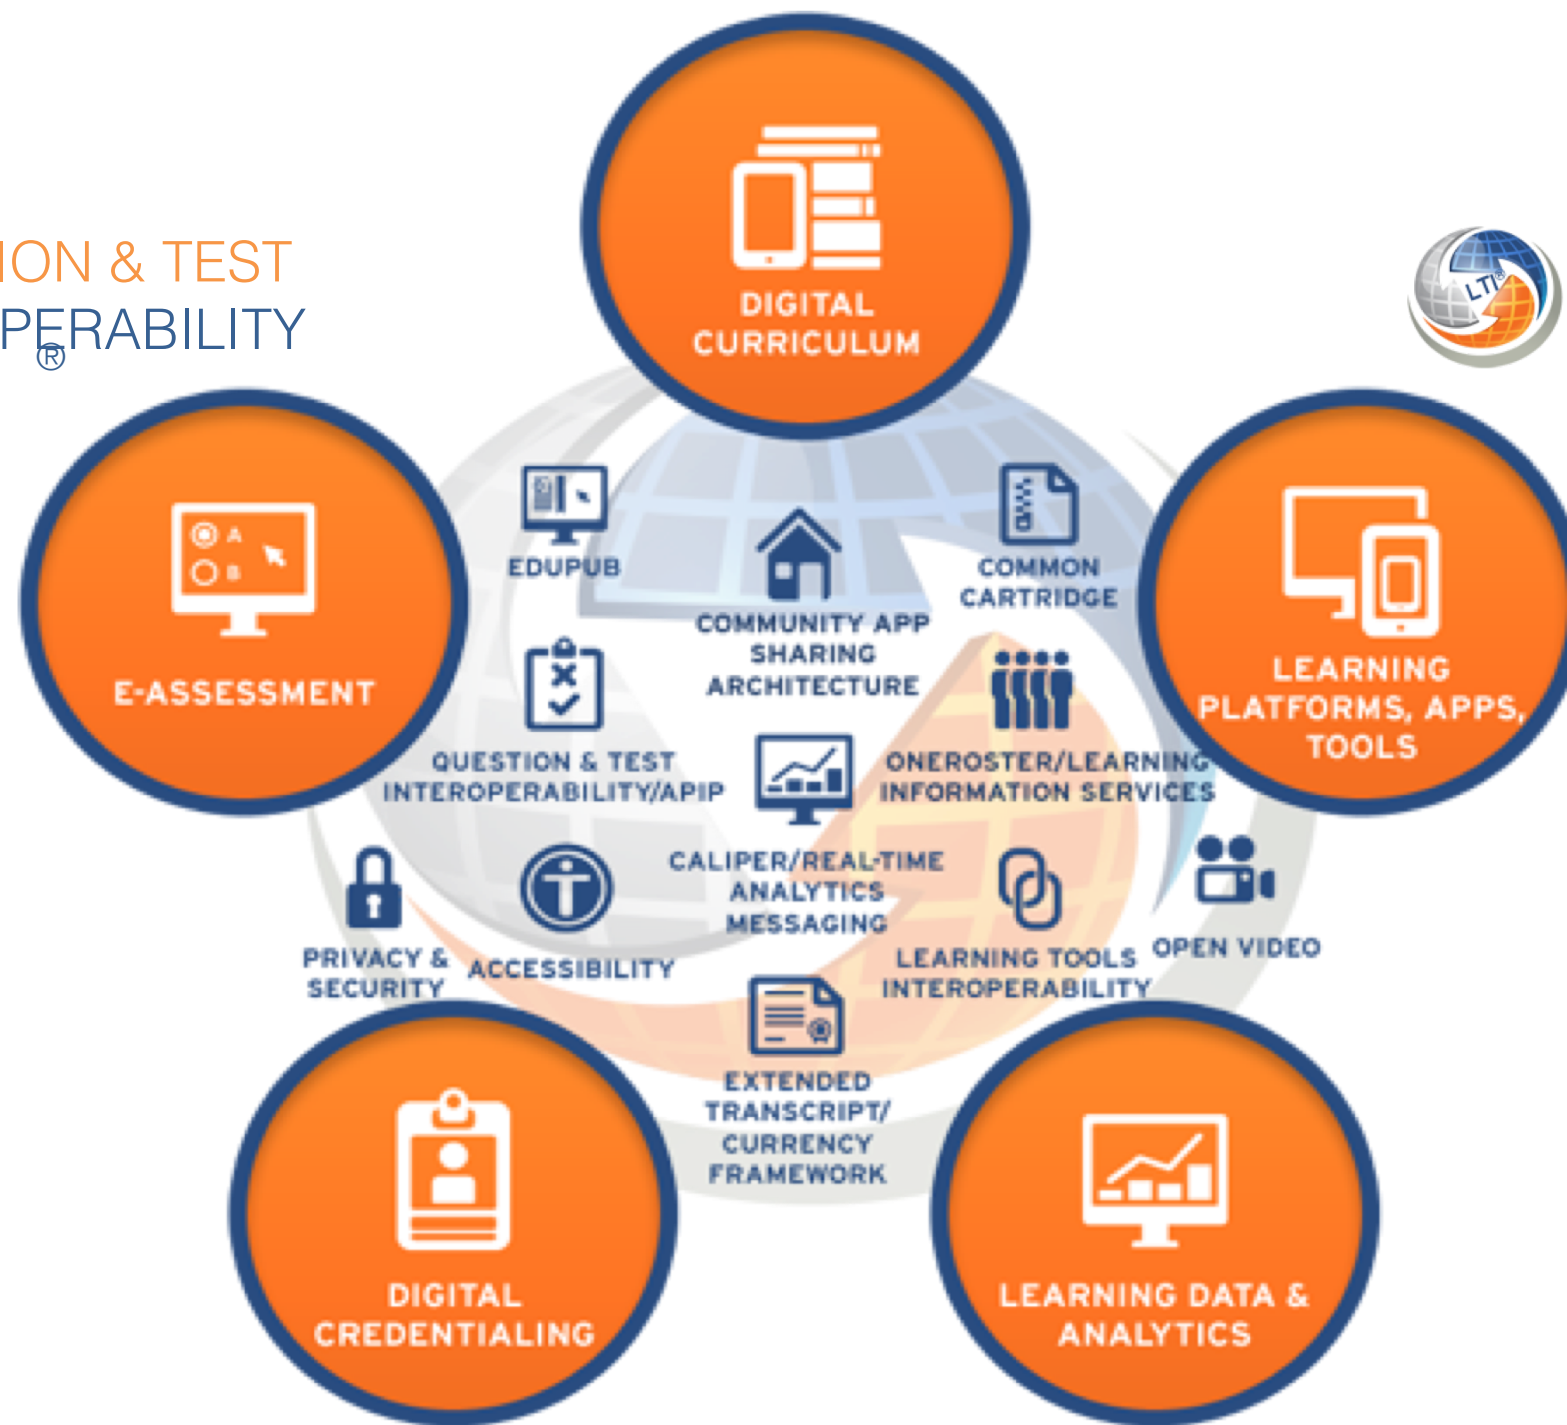 DIGITAL
CURRICULUM
ION & TEST
PERABILITY
®
LTI®
A
B
E-ASSESSMENT
LEARNING
PLATFORMS, APPS,
TOOLS
EDUPUB
COMMUNITY APP
SHARING
ARCHITECTURE
COMMON
CARTRIDGE
QUESTION & TEST
INTEROPERABILITY/APIP
ONEROSTER/LEARNING
INFORMATION SERVICES
CALIPER/REAL-TIME
ANALYTICS
MESSAGING
PRIVACY &
SECURITY
ACCESSIBILITY
LEARNING TOOLS
INTEROPERABILITY
OPEN VIDEO
EXTENDED
TRANSCRIPT/
CURRENCY
FRAMEWORK
DIGITAL
CREDENTIALING
LEARNING DATA &
ANALYTICS